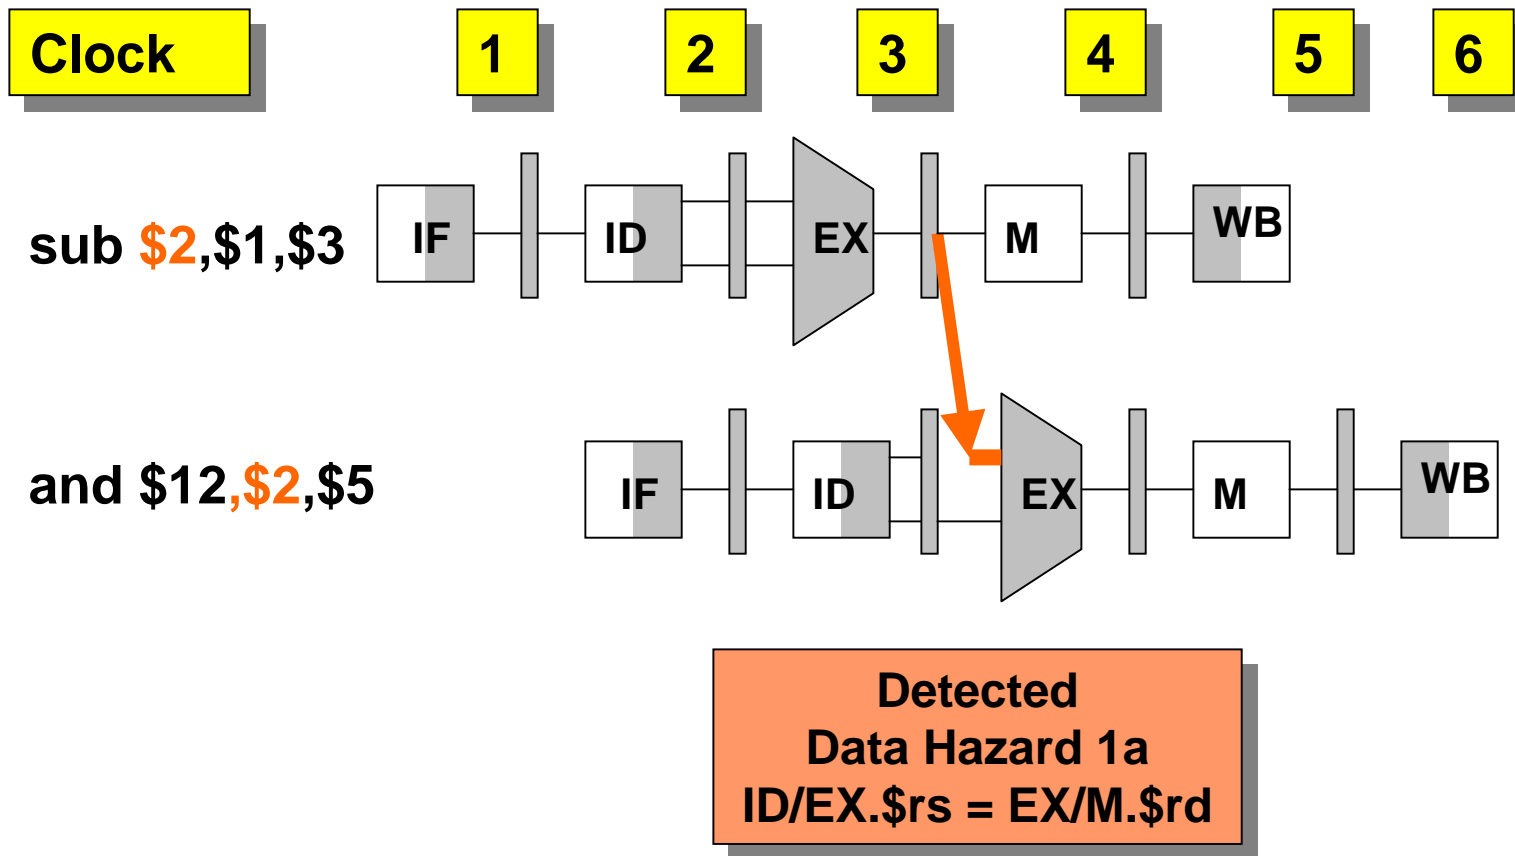 Clock 1 2 3 4 5 6
sub $2,$1,$3 IF ID EX M WB
and $12,$2,$5 IF ID EX M WB
Detected
Data Hazard 1a
ID/EX.$rs = EX/M.$rd